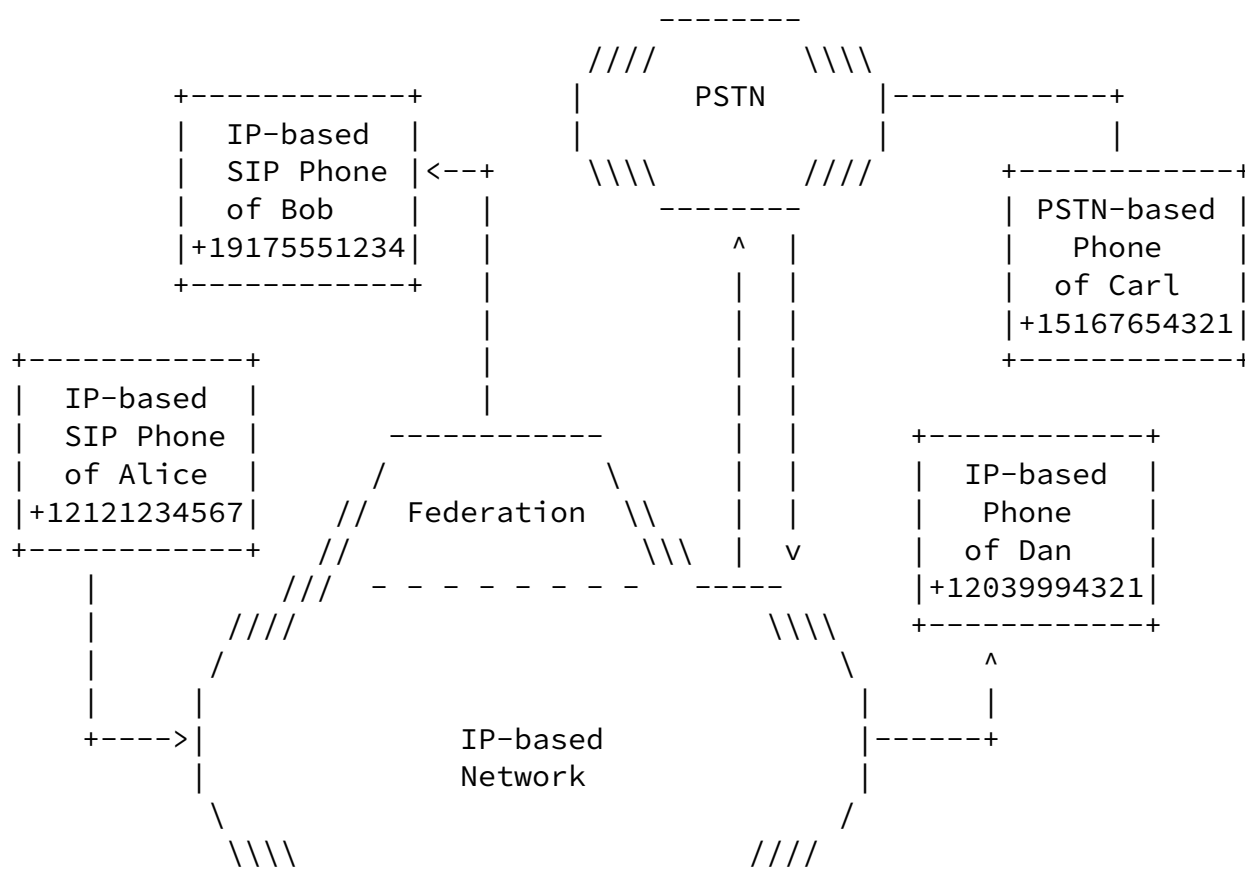 PSTN
IP-based
SIP Phone
of Bob
+19175551234
PSTN-based
Phone
of Carl
+15167654321
IP-based
SIP Phone
of Alice
+12121234567
Federation
IP-based
Phone
of Dan
+12039994321
IP-based
Network